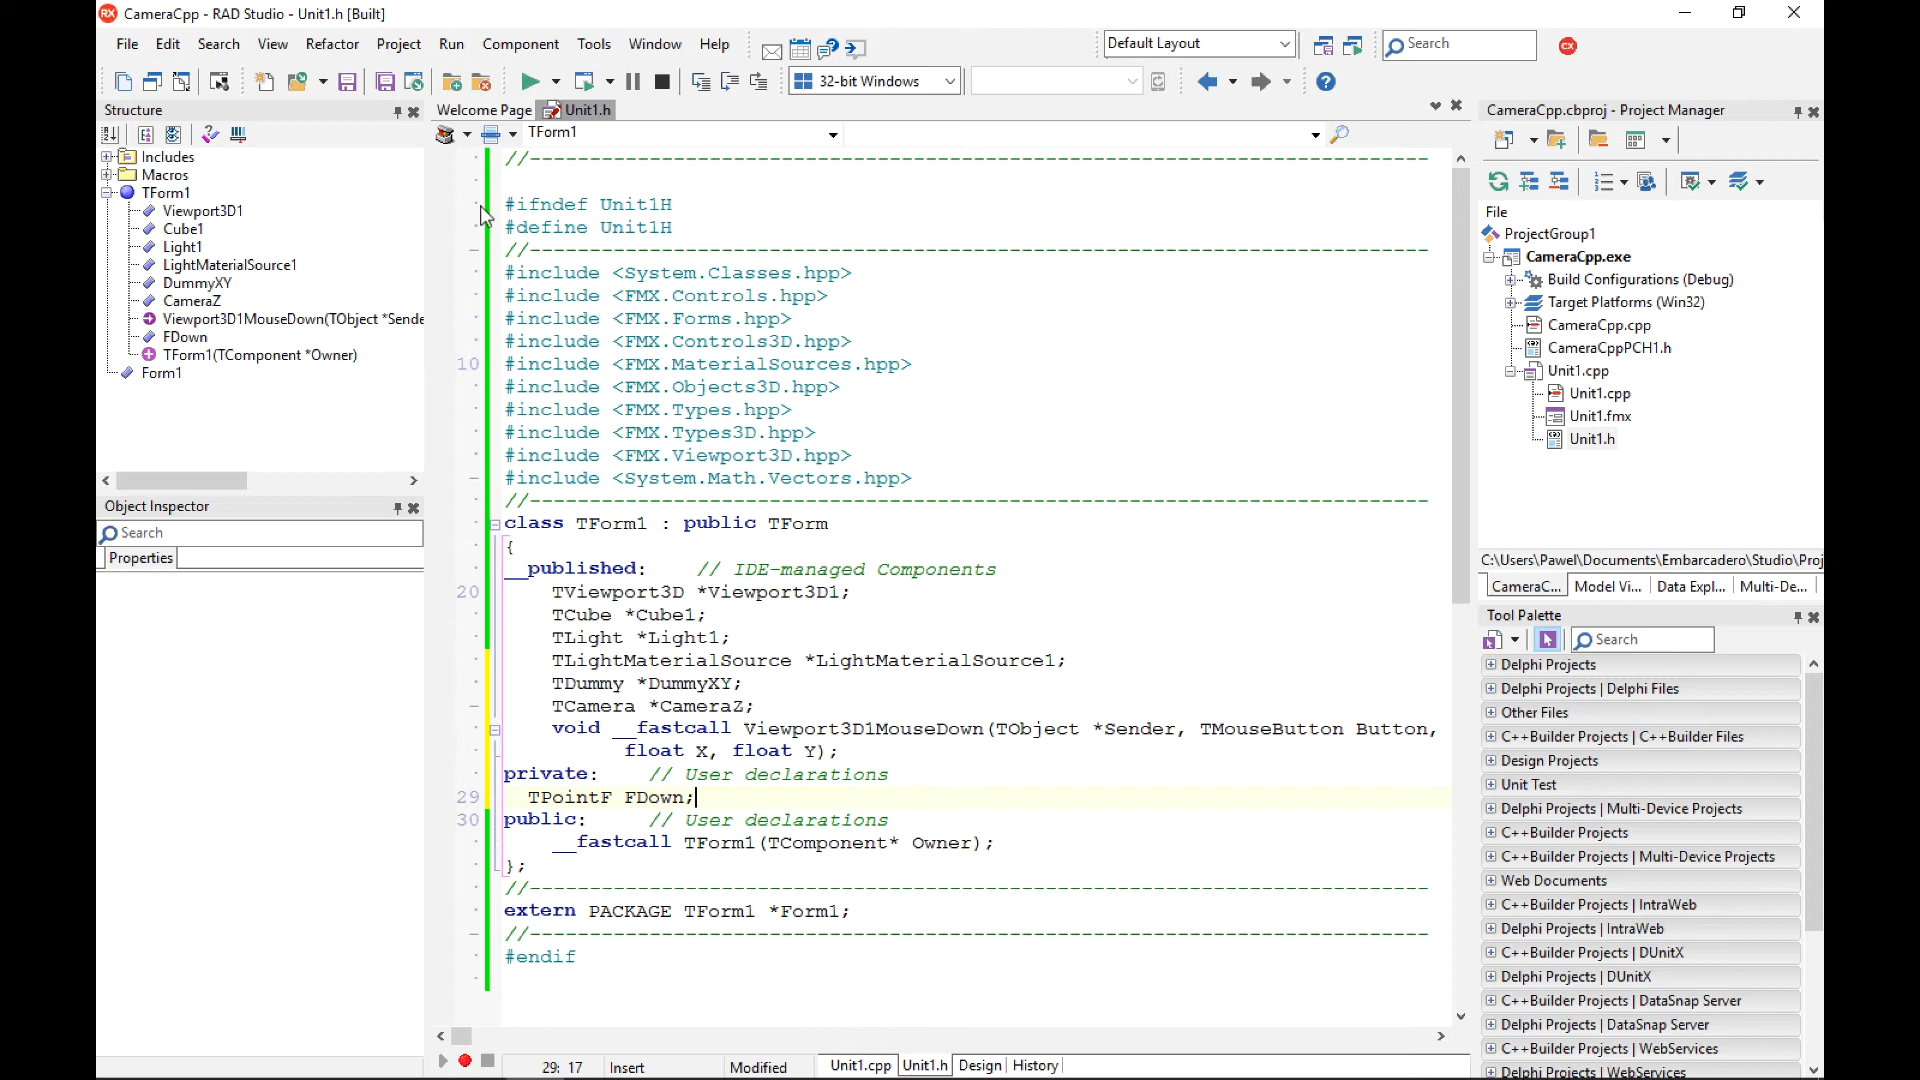 CameraCpp - RAD Studio - Unit1.h [Built]
File Edit Search View Refactor Project Run Component Tools Window Help
Default Layout
Search
32-bit Windows
Structure
Includes
Macros
TForm1
Viewport3D1
Cube1
Light1
LightMaterialSource1
DummyXY
CameraZ
Viewport3D1MouseDown(TObject *Sende
FDown
TForm1(TComponent *Owner)
Form1
Object Inspector
Search
Properties
Welcome Page Unit1.h
TForm1
//---------------------------------------------------------------------------
#ifndef Unit1H
#define Unit1H
//---------------------------------------------------------------------------
#include <System.Classes.hpp>
#include <FMX.Controls.hpp>
#include <FMX.Forms.hpp>
#include <FMX.Controls3D.hpp>
10 #include <FMX.MaterialSources.hpp>
#include <FMX.Objects3D.hpp>
#include <FMX.Types.hpp>
#include <FMX.Types3D.hpp>
#include <FMX.Viewport3D.hpp>
#include <System.Math.Vectors.hpp>
//---------------------------------------------------------------------------
class TForm1 : public TForm
{
__published: // IDE-managed Components
20 TViewport3D *Viewport3D1;
TCube *Cube1;
TLight *Light1;
TLightMaterialSource *LightMaterialSource1;
TDummy *DummyXY;
TCamera *CameraZ;
void __fastcall Viewport3D1MouseDown(TObject *Sender, TMouseButton Button,
float X, float Y);
private: // User declarations
29 TPointF FDown;
30 public: // User declarations
__fastcall TForm1(TComponent* Owner);
};
//---------------------------------------------------------------------------
extern PACKAGE TForm1 *Form1;
//---------------------------------------------------------------------------
#endif
29: 17 Insert Modified Unit1.cpp Unit1.h Design History
CameraCpp.cbproj - Project Manager
File
ProjectGroup1
CameraCpp.exe
Build Configurations (Debug)
Target Platforms (Win32)
CameraCpp.cpp
CameraCppPCH1.h
Unit1.cpp
Unit1.cpp
Unit1.fmx
Unit1.h
C:\Users\Pawel\Documents\Embarcadero\Studio\Proj
CameraC... Model Vi... Data Expl... Multi-De...
Tool Palette
Search
Delphi Projects
Delphi Projects | Delphi Files
Other Files
C++Builder Projects | C++Builder Files
Design Projects
Unit Test
Delphi Projects | Multi-Device Projects
C++Builder Projects
C++Builder Projects | Multi-Device Projects
Web Documents
C++Builder Projects | IntraWeb
Delphi Projects | IntraWeb
C++Builder Projects | DUnitX
Delphi Projects | DUnitX
C++Builder Projects | DataSnap Server
Delphi Projects | DataSnap Server
C++Builder Projects | WebServices
Delphi Projects | WebServices